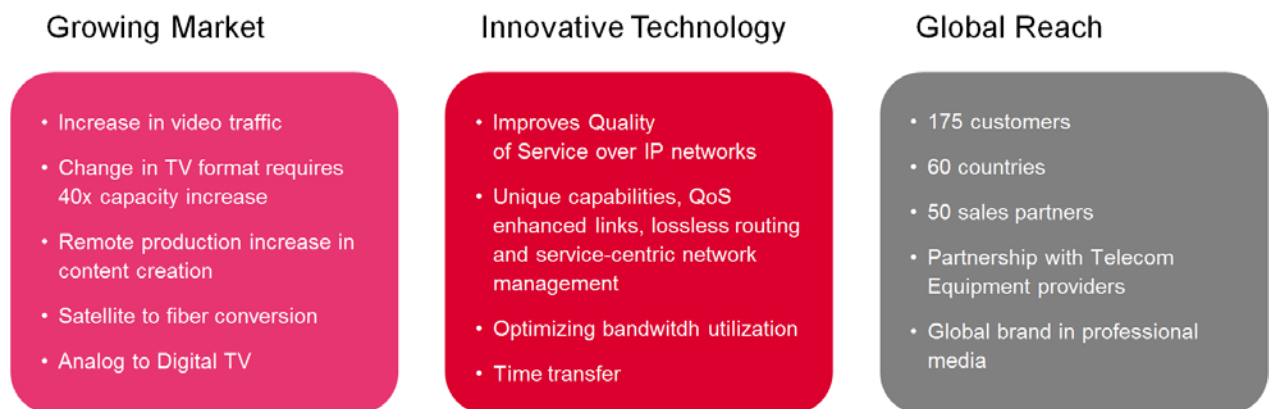 Growing Market
• Increase in video traffic
• Change in TV format requires
40x capacity increase
• Remote production increase in
content creation
• Satellite to fiber conversion
• Analog to Digital TV
Innovative Technology
• Improves Quality
of Service over IP networks
• Unique capabilities, QoS
enhanced links, lossless routing
and service-centric network
management
• Optimizing bandwitdh utilization
• Time transfer
Global Reach
• 175 customers
• 60 countries
• 50 sales partners
• Partnership with Telecom
Equipment providers
• Global brand in professional
media